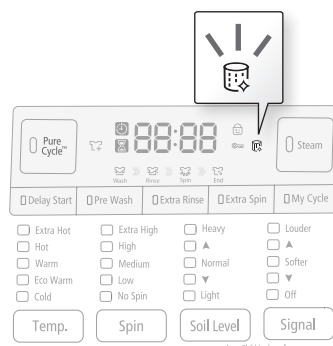 Pure
Cycle™
88:88
Steam
Wash
Rinse
Spin
End
Delay Start
Pre Wash
Extra Rinse
Extra Spin
My Cycle
Extra Hot
Hot
Warm
Eco Warm
Cold
Temp.
Extra High
High
Medium
Low
No Spin
Spin
Heavy
Normal
Light
Soil Level
Louder
Softer
Off
Signal